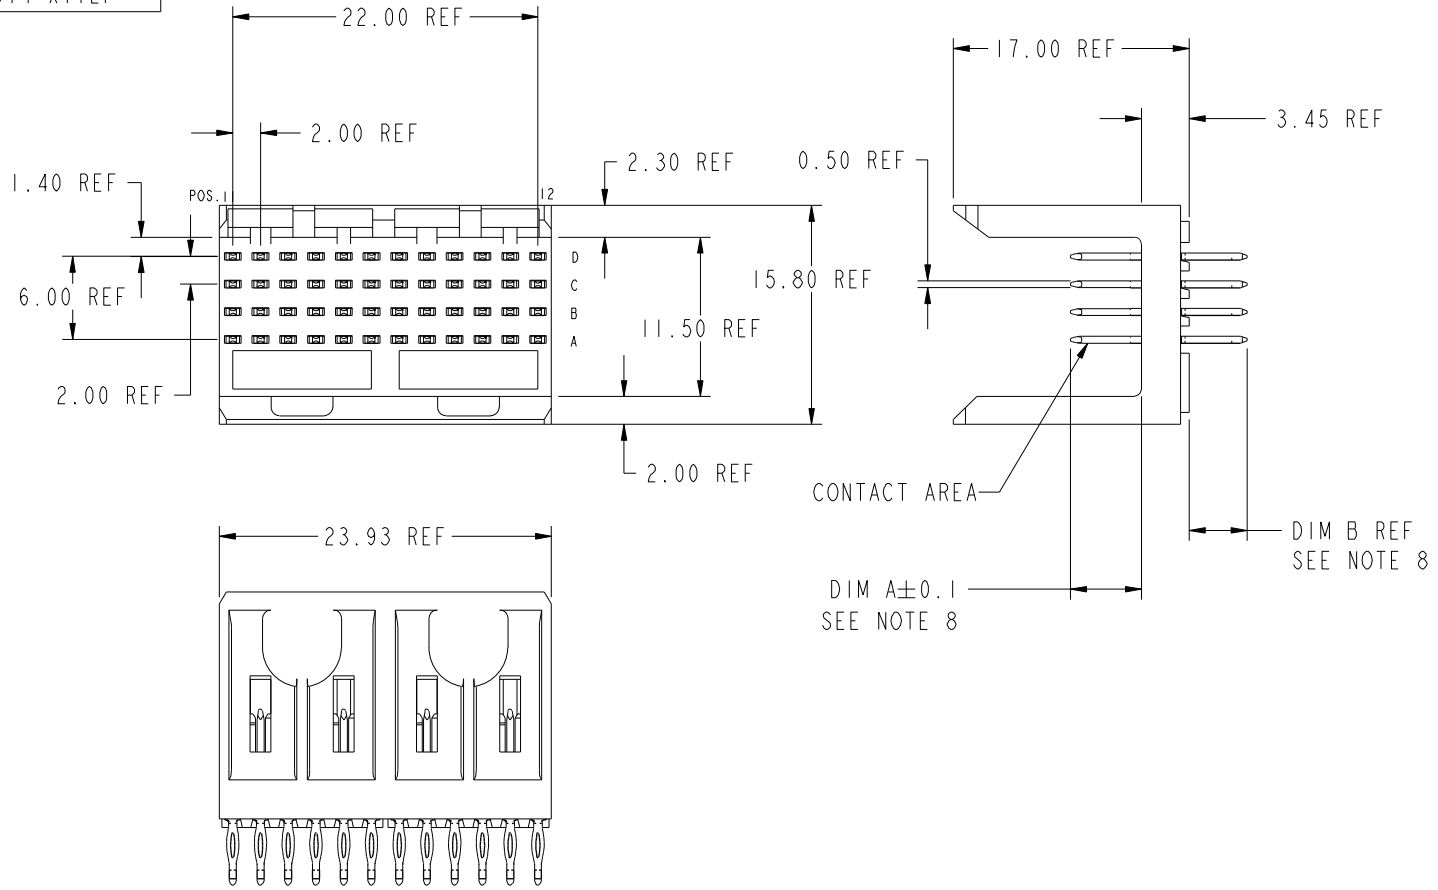 22.00 REF
17.00 REF
2.00 REF
3.45 REF
2.30 REF
0.50 REF
1.40 REF
POS. 1
12
D
C
B
A
6.00 REF
15.80 REF
11.50 REF
2.00 REF
2.00 REF
CONTACT AREA
23.93 REF
DIM B REF
SEE NOTE 8
DIM A±0.1
SEE NOTE 8